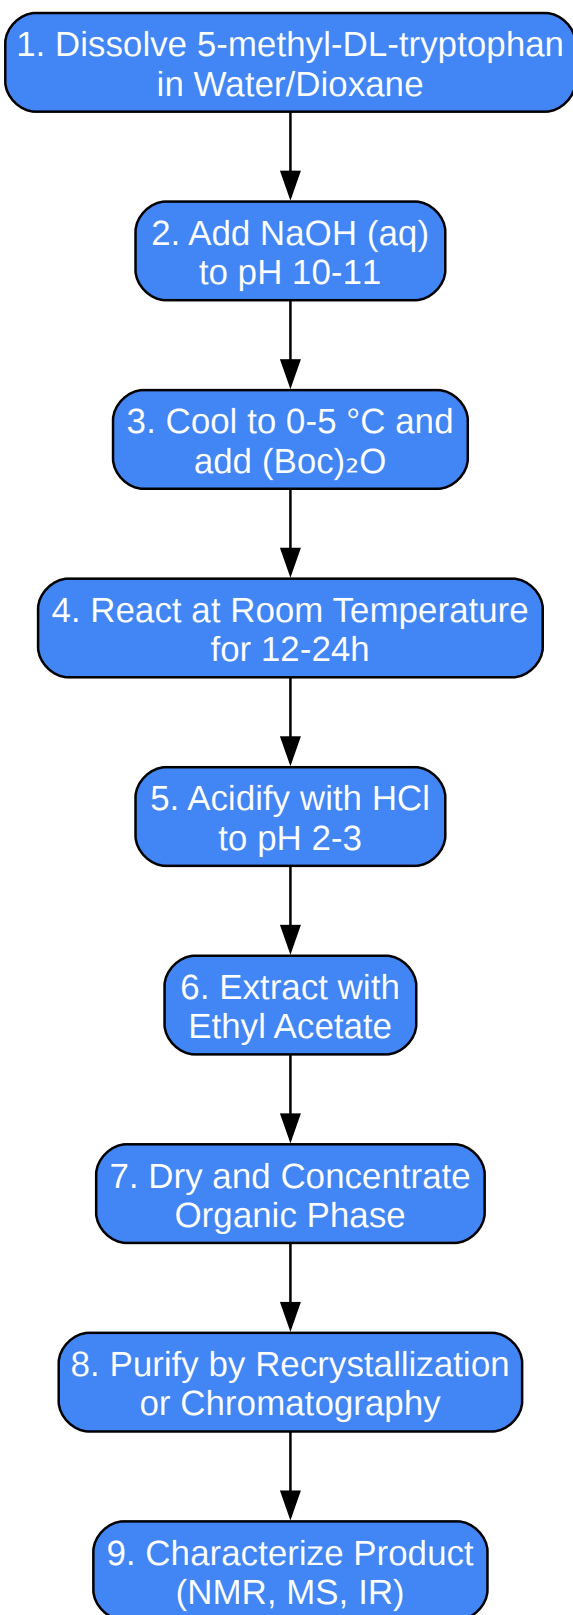 1. Dissolve 5-methyl-DL-tryptophan
in Water/Dioxane
2. Add NaOH (aq)
to pH 10-11
3. Cool to 0-5 °C and
add (Boc)₂O
4. React at Room Temperature
for 12-24h
5. Acidify with HCl
to pH 2-3
6. Extract with
Ethyl Acetate
7. Dry and Concentrate
Organic Phase
8. Purify by Recrystallization
or Chromatography
9. Characterize Product
(NMR, MS, IR)